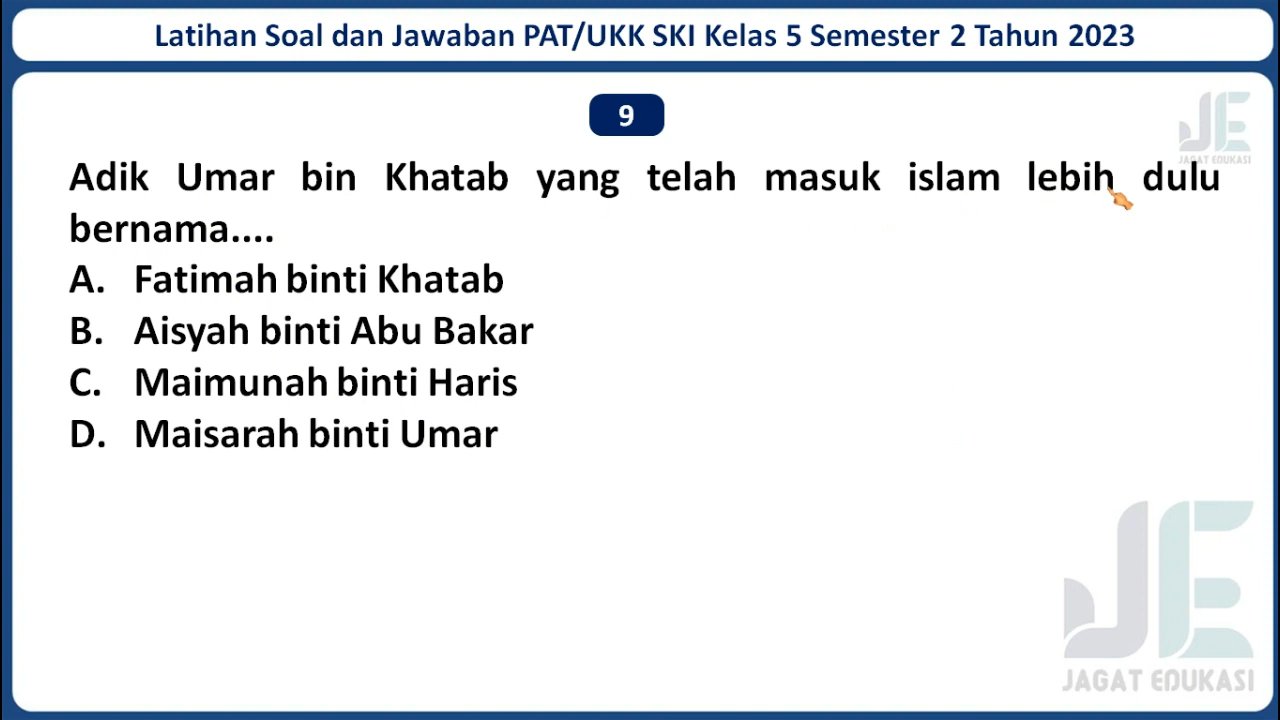 Latihan Soal dan Jawaban PAT/UKK SKI Kelas 5 Semester 2 Tahun 2023
9
JE
JAGAT EDUKASI
Adik Umar bin Khatab yang telah masuk islam lebih dulu
bernama....
A. Fatimah binti Khatab
B. Aisyah binti Abu Bakar
C. Maimunah binti Haris
D. Maisarah binti Umar
JE
JAGAT EDUKASI